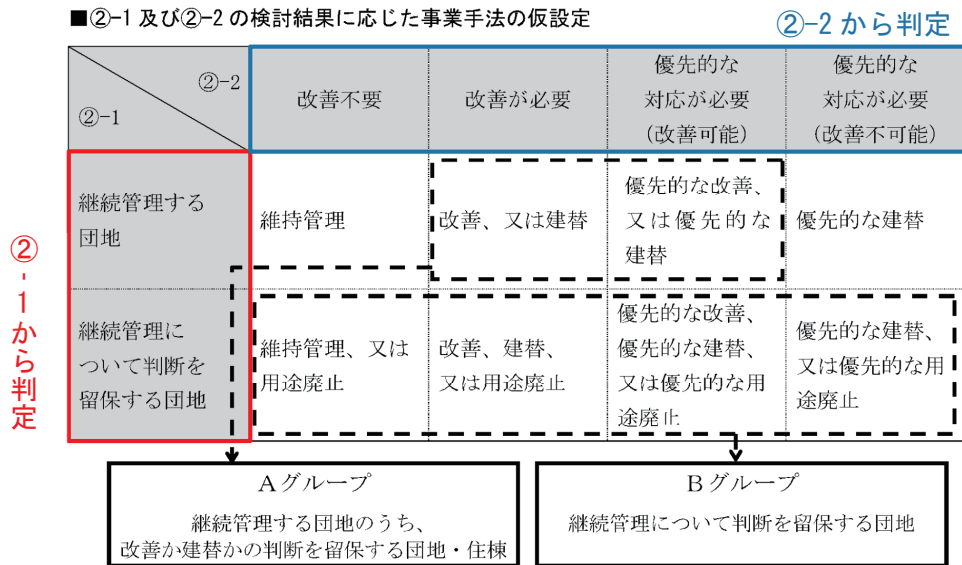 ■②-1 及び②-2 の検討結果に応じた事業手法の仮設定
②-2 から判定
②-2
②-1
改善不要
改善が必要
優先的な
対応が必要
(改善可能)
優先的な
対応が必要
(改善不可能)
継続管理する
団地
維持管理
改善、又は建替
優先的な改善、
又は優先的な
建替
優先的な建替
②-1から判定
継続管理に
ついて判断を
留保する団地
維持管理、又は
用途廃止
改善、建替、
又は用途廃止
優先的な改善、
優先的な建替、
又は優先的な用
途廃止
優先的な建替、
又は優先的な用
途廃止
Aグループ
継続管理する団地のうち、
改善か建替かの判断を留保する団地・住棟
Bグループ
継続管理について判断を留保する団地